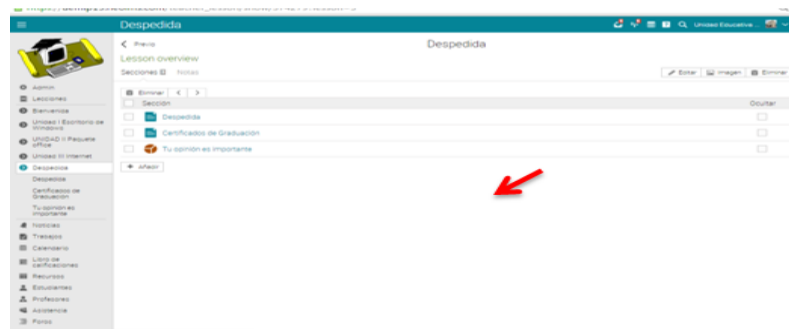 Despedida
Unidad Educativa ...
Previo
Despedida
Lesson overview
Secciones
Notas
Editar
Imagen
Eliminar
Eliminar
Sección
Ocultar
Despedida
Certificados de Graduación
Tu opinión es importante
Añadir
Admin
Lecciones
Bienvenida
Unidad I Escritorio de
Windows
UNIDAD II Paquete
office
Unidad III Internet
Despedida
Despedida
Certificados de
Graduación
Tu opinión es
importante
Noticias
Trabajos
Calendario
Libro de
calificaciones
Recursos
Estudiantes
Profesores
Asistencia
Foros